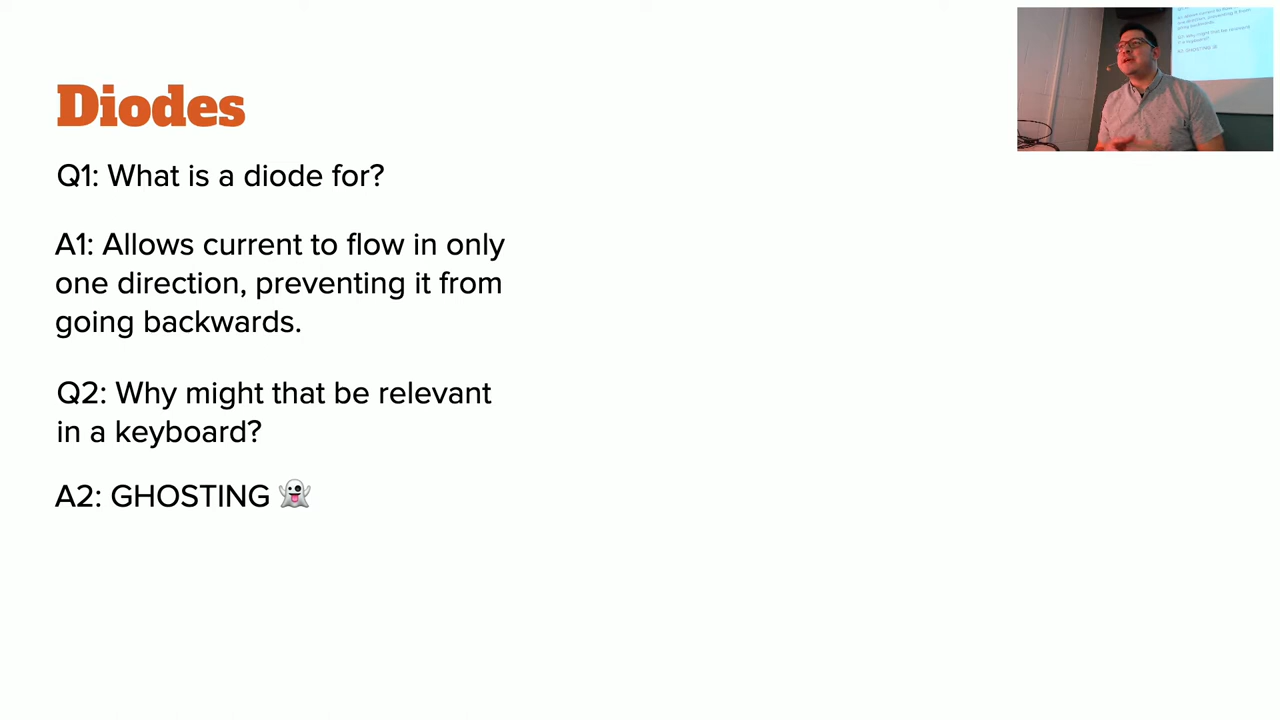 Diodes
Q1: What is a diode for?
A1: Allows current to flow in only
one direction, preventing it from
going backwards.
Q2: Why might that be relevant
in a keyboard?
A2: GHOSTING 👻